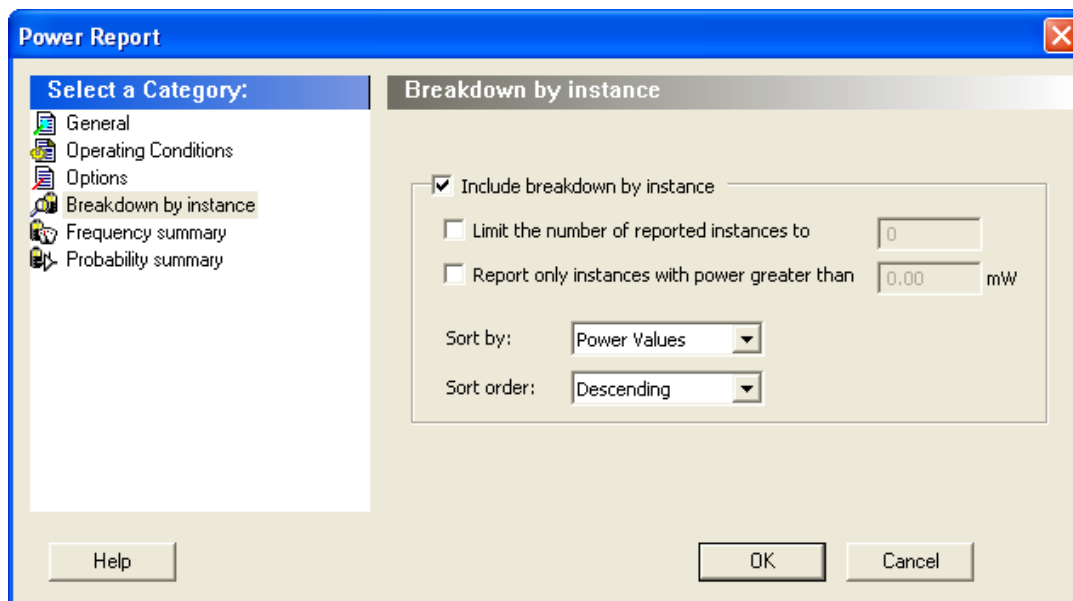 Power Report
Select a Category:
General
Operating Conditions
Options
Breakdown by instance
Frequency summary
Probability summary
Breakdown by instance
Include breakdown by instance
Limit the number of reported instances to 0
Report only instances with power greater than 0.00 mW
Sort by: Power Values
Sort order: Descending
Help
OK
Cancel